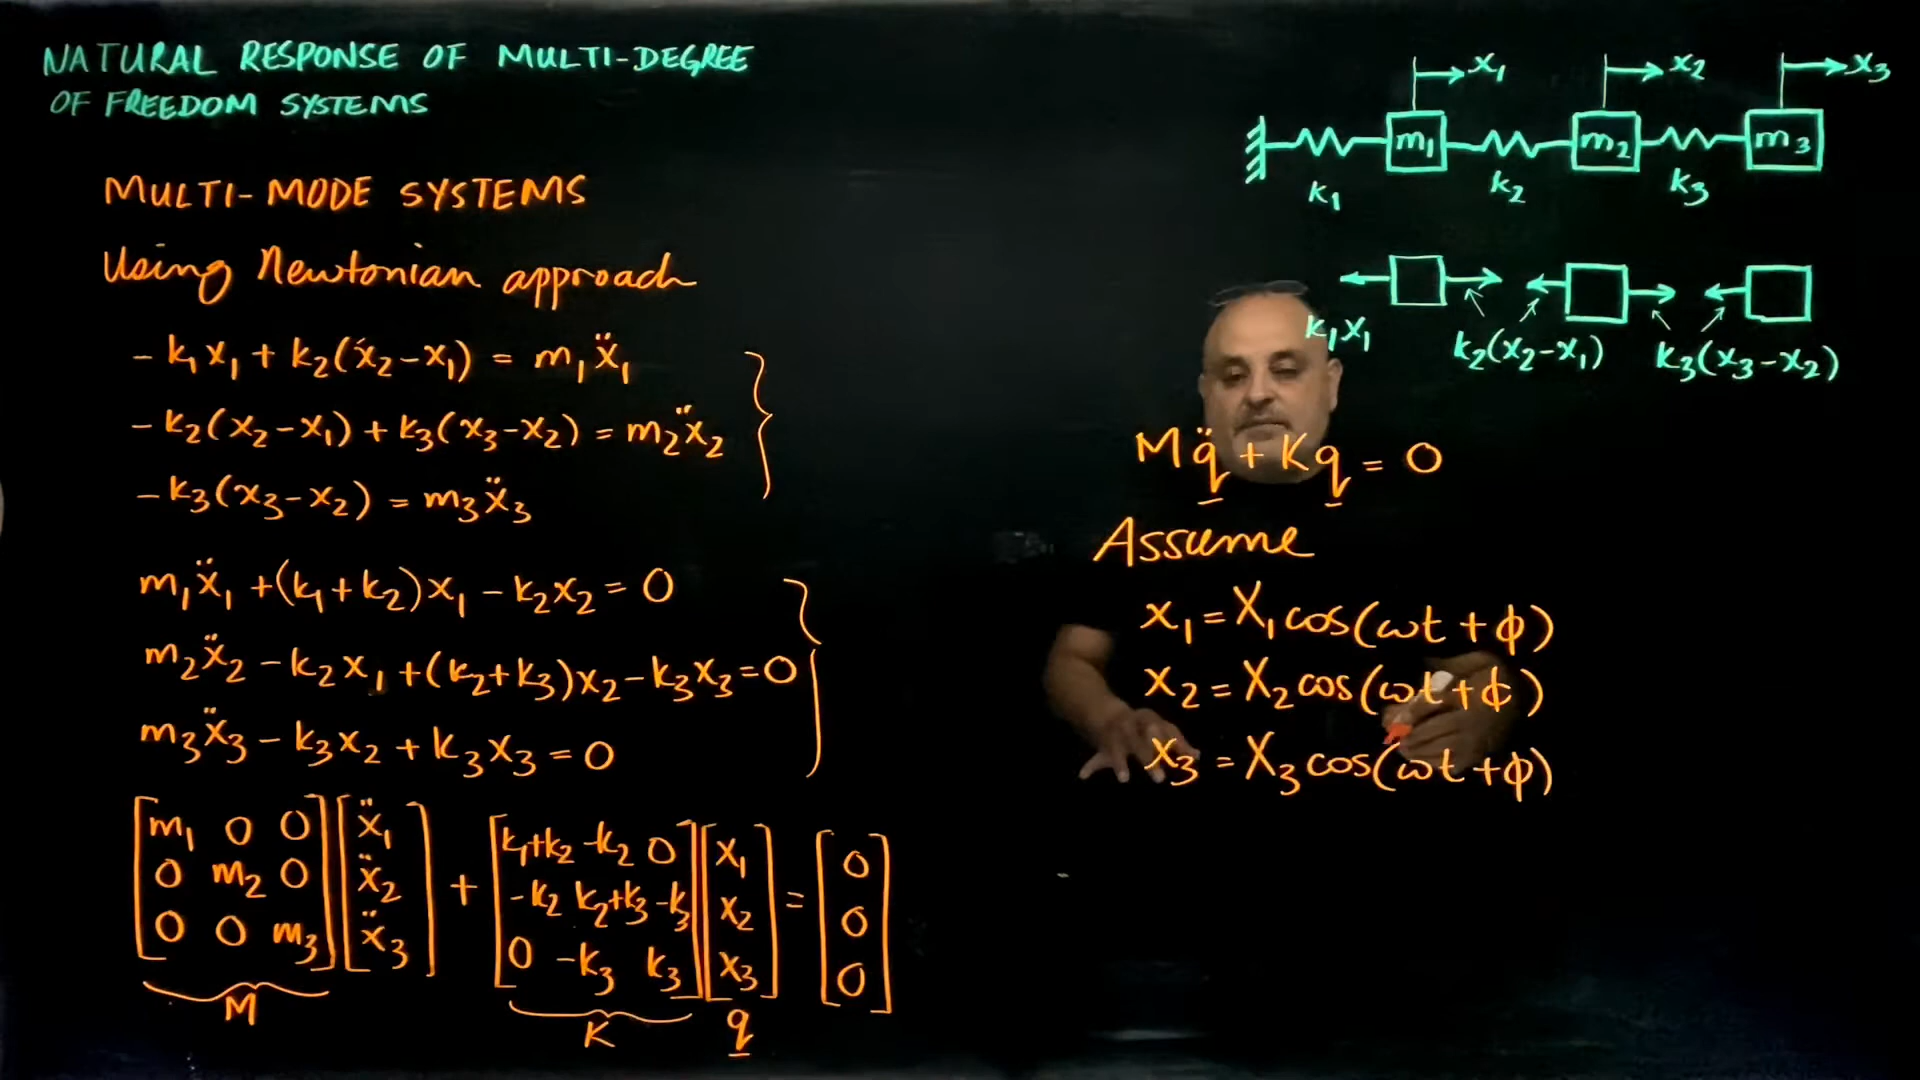 NATURAL RESPONSE OF MULTI-DEGREE
OF FREEDOM SYSTEMS
MULTI-MODE SYSTEMS
Using Newtonian approach
-k₁x₁ + k₂(x₂-x₁) = m₁ẍ₁
-k₂(x₂-x₁) + k₃(x₃-x₂) = m₂ẍ₂
-k₃(x₃-x₂) = m₃ẍ₃
m₁ẍ₁ + (k₁+k₂)x₁ - k₂x₂ = 0
m₂ẍ₂ - k₂x₁ + (k₂+k₃)x₂ - k₃x₃ = 0
m₃ẍ₃ - k₃x₂ + k₃x₃ = 0
[m₁ 0 0] [ẍ₁] [k₁+k₂ -k₂ 0] [x₁] [0]
[0 m₂ 0] [ẍ₂] + [-k₂ k₂+k₃ -k₃] [x₂] = [0]
[0 0 m₃] [ẍ₃] [0 -k₃ k₃] [x₃] [0]
M K q
x₁ x₂ x₃
m₁ m₂ m₃
k₁ k₂ k₃
k₁x₁ k₂(x₂-x₁) k₃(x₃-x₂)
Mq̈ + Kq = 0
Assume
x₁ = X₁cos(ωt+ϕ)
x₂ = X₂cos(ωt+ϕ)
x₃ = X₃cos(ωt+ϕ)